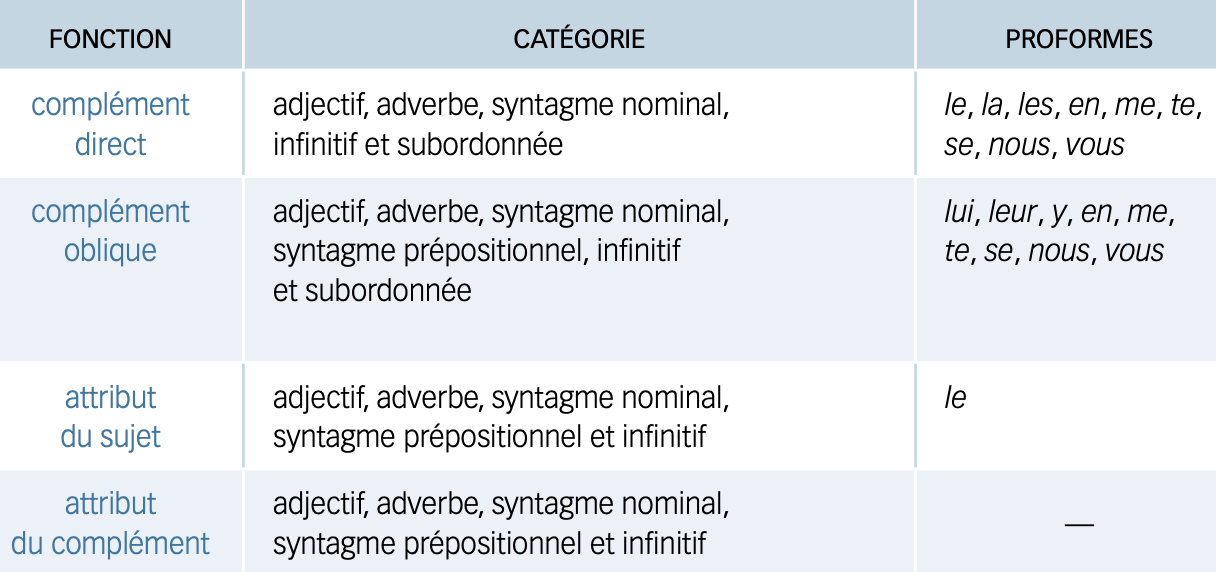 FONCTION CATÉGORIE PROFORMES
complément
direct
adjectif, adverbe, syntagme nominal,
infinitif et subordonnée
le, la, les, en, me, te,
se, nous, vous
complément
oblique
adjectif, adverbe, syntagme nominal,
syntagme prépositionnel, infinitif
et subordonnée
lui, leur, y, en, me,
te, se, nous, vous
attribut
du sujet
adjectif, adverbe, syntagme nominal,
syntagme prépositionnel et infinitif
le
attribut
du complément
adjectif, adverbe, syntagme nominal,
syntagme prépositionnel et infinitif
—